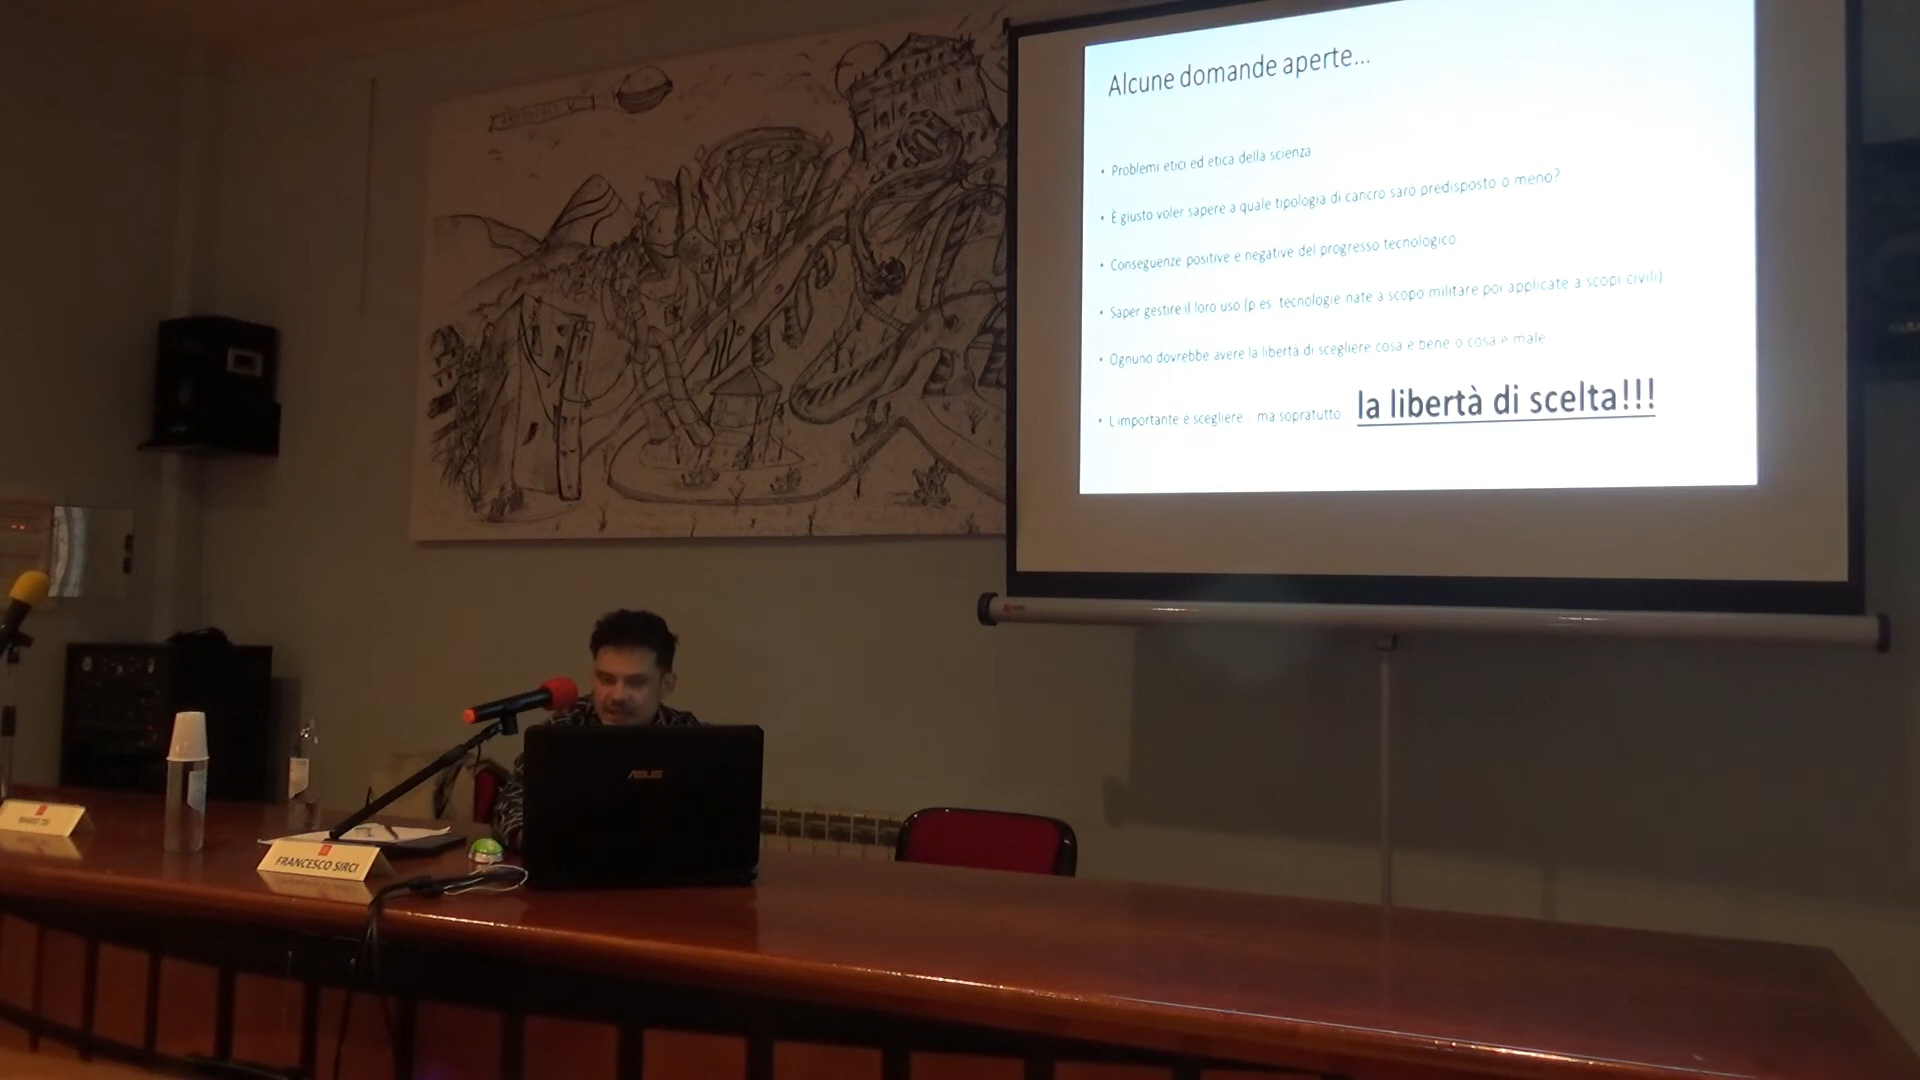 Alcune domande aperte...
• Problemi etici ed etica della scienza
• È giusto voler sapere a quale tipologia di cancro sarò predisposto o meno?
• Conseguenze positive e negative del progresso tecnologico
• Saper gestire il loro uso (p.es. tecnologie nate a scopo militare poi applicate a scopi civili)
• Ognuno dovrebbe avere la libertà di scegliere cosa è bene o cosa è male
• L'importante è scegliere ma sopratutto la libertà di scelta!!!
ASUS
FRANCESCO SIRCI